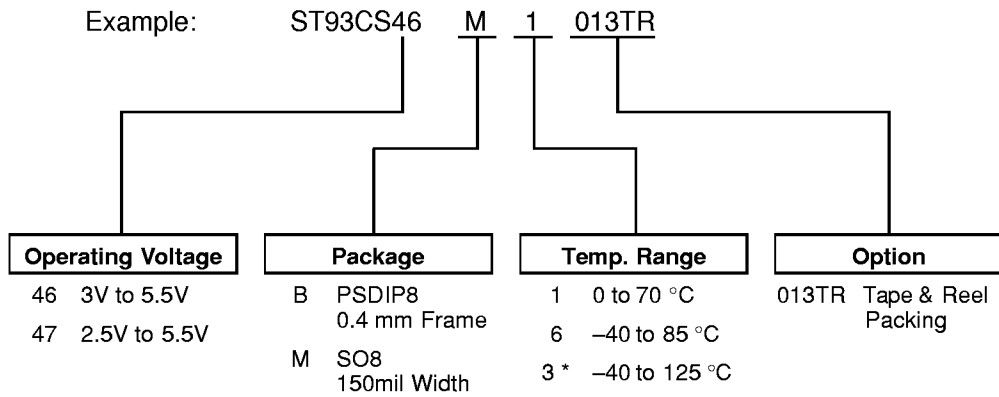 Example: ST93CS46 M 1 013TR
Operating Voltage
46 3V to 5.5V
47 2.5V to 5.5V
Package
B PSDIP8
0.4 mm Frame
M SO8
150mil Width
Temp. Range
1 0 to 70 °C
6 –40 to 85 °C
3 * –40 to 125 °C
Option
013TR Tape & Reel
Packing